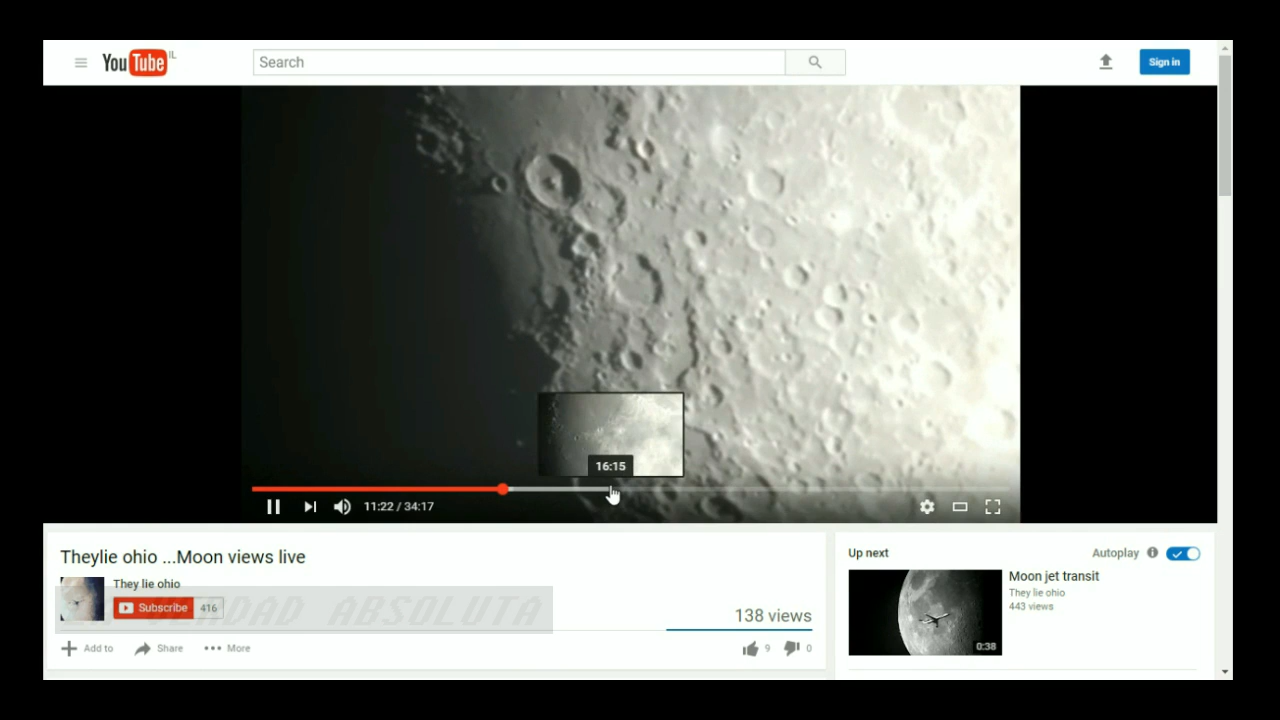 YouTube IL
Search
Sign in
16:15
11:22 / 34:17
Theylie ohio ...Moon views live
They lie ohio
Subscribe 416
VERDAD ABSOLUTA
138 views
Add to Share More
9 0
Up next
Autoplay
Moon jet transit
They lie ohio
443 views
0:38